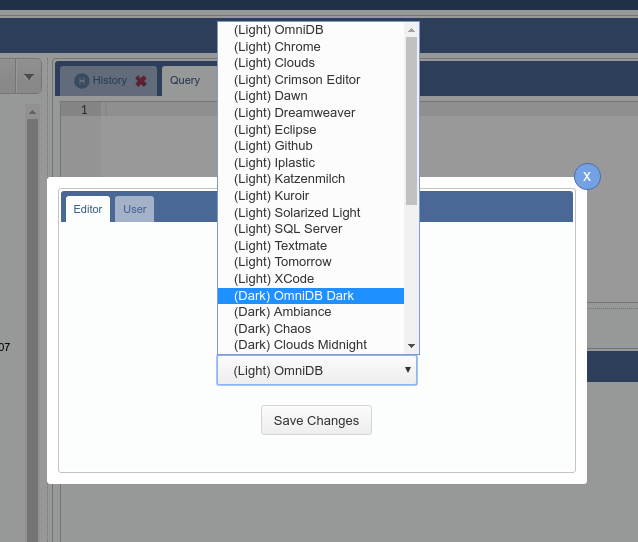 (Light) OmniDB
(Light) Chrome
(Light) Clouds
(Light) Crimson Editor
(Light) Dawn
(Light) Dreamweaver
(Light) Eclipse
(Light) Github
(Light) Iplastic
(Light) Katzenmilch
(Light) Kuroir
(Light) Solarized Light
(Light) SQL Server
(Light) Textmate
(Light) Tomorrow
(Light) XCode
(Dark) OmniDB Dark
(Dark) Ambiance
(Dark) Chaos
(Dark) Clouds Midnight
(Light) OmniDB
Save Changes
History
Query
1
X
Editor
User
07